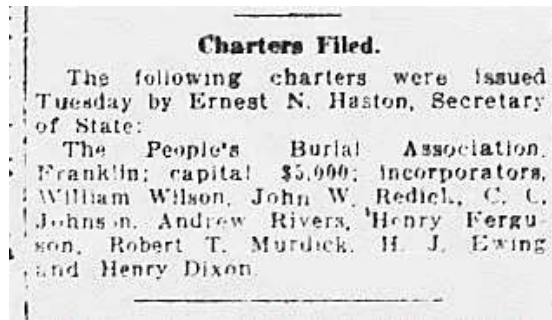 Charters Filed.
The following charters were issued
Tuesday by Ernest N. Haston, Secretary
of State:
The People's Burial Association,
Franklin; capital $5,000; incorporators,
William Wilson, John W. Redick, C. C.
Johnson, Andrew Rivers, Henry Fergu-
son, Robert T. Murdick, H. J. Ewing
and Henry Dixon.